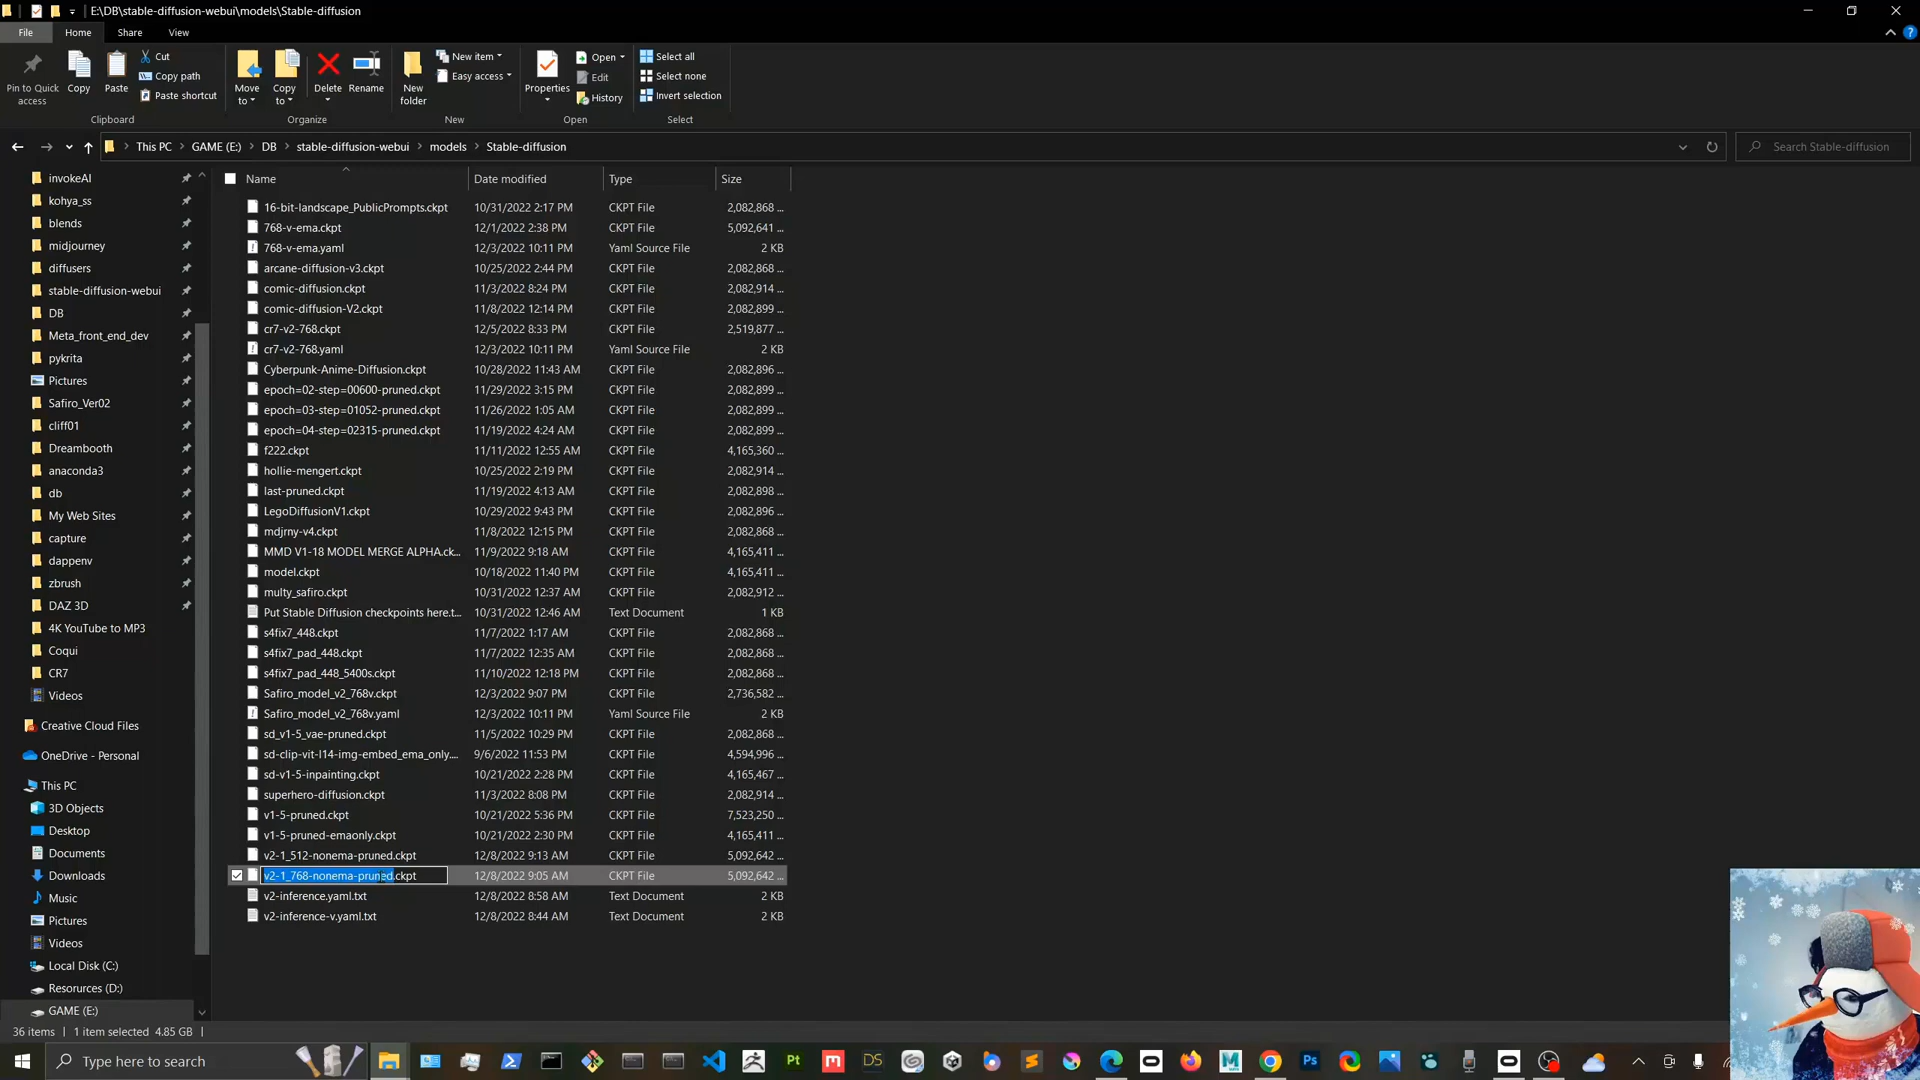 E:\DB\stable-diffusion-webui\models\Stable-diffusion
File Home Share View
Pin to Quick access
Copy
Paste
Cut
Copy path
Paste shortcut
Clipboard
Move to
Copy to
Delete
Rename
Organize
New folder
New item
Easy access
New
Properties
Open
Edit
History
Open
Select all
Select none
Invert selection
Select
This PC GAME (E:) DB stable-diffusion-webui models Stable-diffusion
Search Stable-diffusion
invokeAI
kohya_ss
blends
midjourney
diffusers
stable-diffusion-webui
DB
Meta_front_end_dev
pykrita
Pictures
Safiro_Ver02
cliff01
Dreambooth
anaconda3
db
My Web Sites
capture
dappenv
zbrush
DAZ 3D
4K YouTube to MP3
Coqui
CR7
Videos
Creative Cloud Files
OneDrive - Personal
This PC
3D Objects
Desktop
Documents
Downloads
Music
Pictures
Videos
Local Disk (C:)
Resorurces (D:)
GAME (E:)
Name Date modified Type Size
16-bit-landscape_PublicPrompts.ckpt 10/31/2022 2:17 PM CKPT File 2,082,868 ...
768-v-ema.ckpt 12/1/2022 2:38 PM CKPT File 5,092,641 ...
768-v-ema.yaml 12/3/2022 10:11 PM Yaml Source File 2 KB
arcane-diffusion-v3.ckpt 10/25/2022 2:44 PM CKPT File 2,082,868 ...
comic-diffusion.ckpt 11/3/2022 8:24 PM CKPT File 2,082,914 ...
comic-diffusion-V2.ckpt 11/8/2022 12:14 PM CKPT File 2,082,899 ...
cr7-v2-768.ckpt 12/5/2022 8:33 PM CKPT File 2,519,877 ...
cr7-v2-768.yaml 12/3/2022 10:11 PM Yaml Source File 2 KB
Cyberpunk-Anime-Diffusion.ckpt 10/28/2022 11:43 AM CKPT File 2,082,896 ...
epoch=02-step=00600-pruned.ckpt 11/29/2022 3:15 PM CKPT File 2,082,899 ...
epoch=03-step=01052-pruned.ckpt 11/26/2022 1:05 AM CKPT File 2,082,899 ...
epoch=04-step=02315-pruned.ckpt 11/19/2022 4:24 AM CKPT File 2,082,899 ...
f222.ckpt 11/11/2022 12:55 AM CKPT File 4,165,360 ...
hollie-mengert.ckpt 10/25/2022 2:19 PM CKPT File 2,082,914 ...
last-pruned.ckpt 11/19/2022 4:13 AM CKPT File 2,082,898 ...
LegoDiffusionV1.ckpt 10/29/2022 9:43 PM CKPT File 2,082,896 ...
mdjrny-v4.ckpt 11/8/2022 12:15 PM CKPT File 2,082,868 ...
MMD V1-18 MODEL MERGE ALPHA.ck... 11/9/2022 9:18 AM CKPT File 4,165,411 ...
model.ckpt 10/18/2022 11:40 PM CKPT File 4,165,411 ...
multy_safiro.ckpt 10/31/2022 12:37 AM CKPT File 2,082,912 ...
Put Stable Diffusion checkpoints here.t... 10/31/2022 12:46 AM Text Document 1 KB
s4fix7_448.ckpt 11/7/2022 1:17 AM CKPT File 2,082,868 ...
s4fix7_pad_448.ckpt 11/7/2022 12:35 AM CKPT File 2,082,868 ...
s4fix7_pad_448_5400s.ckpt 11/10/2022 12:18 PM CKPT File 2,082,868 ...
Safiro_model_v2_768v.ckpt 12/3/2022 9:07 PM CKPT File 2,736,582 ...
Safiro_model_v2_768v.yaml 12/3/2022 10:11 PM Yaml Source File 2 KB
sd_v1-5_vae-pruned.ckpt 11/5/2022 10:29 PM CKPT File 2,082,868 ...
sd-clip-vit-l14-img-embed_ema_only.... 9/6/2022 11:53 PM CKPT File 4,594,996 ...
sd-v1-5-inpainting.ckpt 10/21/2022 2:28 PM CKPT File 4,165,467 ...
superhero-diffusion.ckpt 11/3/2022 8:08 PM CKPT File 2,082,914 ...
v1-5-pruned.ckpt 10/21/2022 5:36 PM CKPT File 7,523,250 ...
v1-5-pruned-emaonly.ckpt 10/21/2022 2:30 PM CKPT File 4,165,411 ...
v2-1_512-nonema-pruned.ckpt 12/8/2022 9:13 AM CKPT File 5,092,642 ...
v2-1_768-nonema-pruned.ckpt 12/8/2022 9:05 AM CKPT File 5,092,642 ...
v2-inference.yaml.txt 12/8/2022 8:58 AM Text Document 2 KB
v2-inference-v.yaml.txt 12/8/2022 8:44 AM Text Document 2 KB
36 items 1 item selected 4.85 GB
Type here to search
Pt
DS
Ps